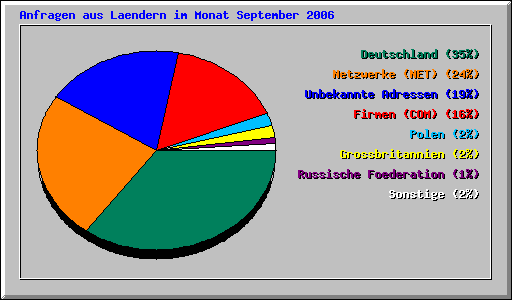 Anfragen aus Laendern im Monat September 2006
Deutschland (35%)
Netzwerke (NET) (24%)
Unbekannte Adressen (19%)
Firmen (COM) (16%)
Polen (2%)
Grossbritannien (2%)
Russische Foederation (1%)
Sonstige (2%)